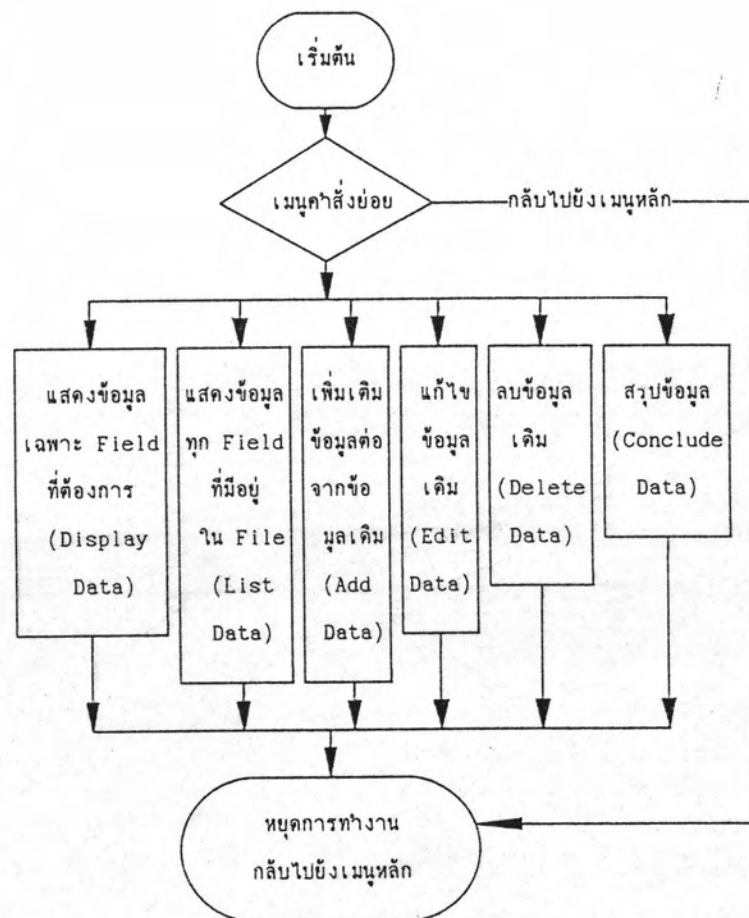 เริ่มต้น
เมนูคำสั่งย่อย
กลับไปยังเมนูหลัก
แสดงข้อมูล
เฉพาะ Field
ที่ต้องการ
(Display
Data)
แสดงข้อมูล
ทุก Field
ที่มีอยู่
ใน File
(List
Data)
เพิ่มเติม
ข้อมูลต่อ
จากข้อ
มูลเดิม
(Add
Data)
แก้ไข
ข้อมูล
เดิม
(Edit
Data)
ลบข้อมูล
เดิม
(Delete
Data)
สรุปข้อมูล
(Conclude
Data)
หยุดการทำงาน
กลับไปยังเมนูหลัก